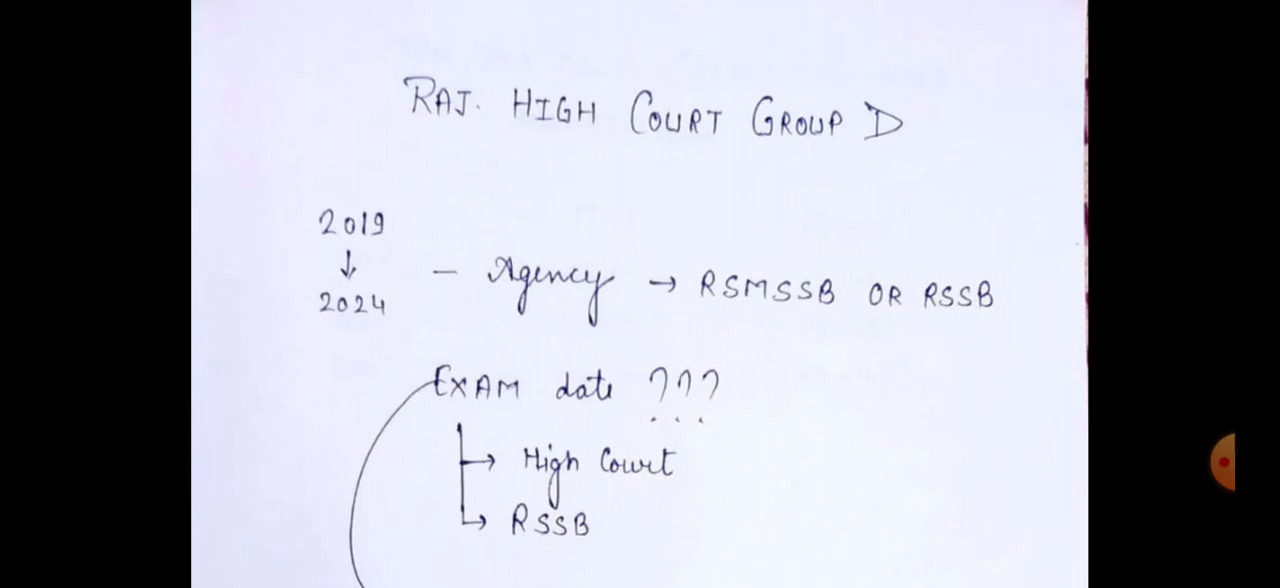 RAJ. HIGH COURT GROUP D
2019
↓
2024
- Agency → RSMSSB OR RSSB
EXAM date ???
→ High Court
→ RSSB